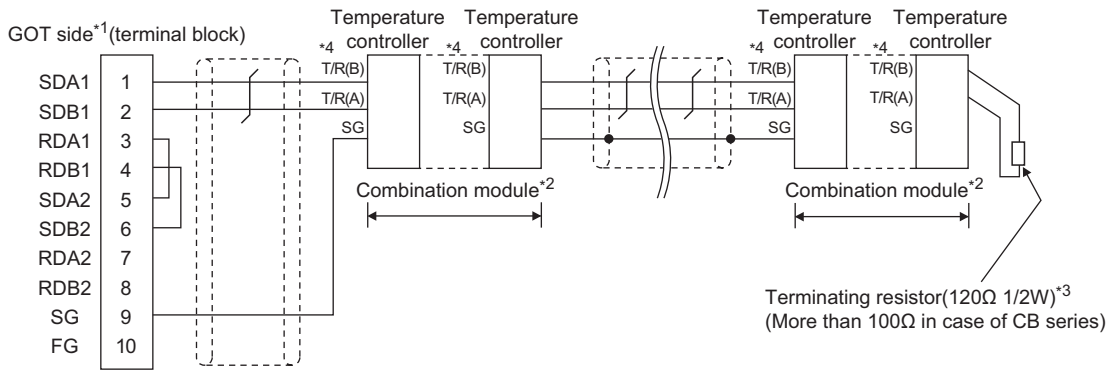 GOT side*1(terminal block)
SDA1 1
SDB1 2
RDA1 3
RDB1 4
SDA2 5
SDB2 6
RDA2 7
RDB2 8
SG 9
FG 10
Temperature
controller
*4
T/R(B)
T/R(A)
SG
Temperature
controller
*4
T/R(B)
T/R(A)
SG
Combination module*2
Temperature
controller
*4
T/R(B)
T/R(A)
SG
Temperature
controller
*4
T/R(B)
T/R(A)
SG
Combination module*2
Terminating resistor(120Ω 1/2W)*3
(More than 100Ω in case of CB series)